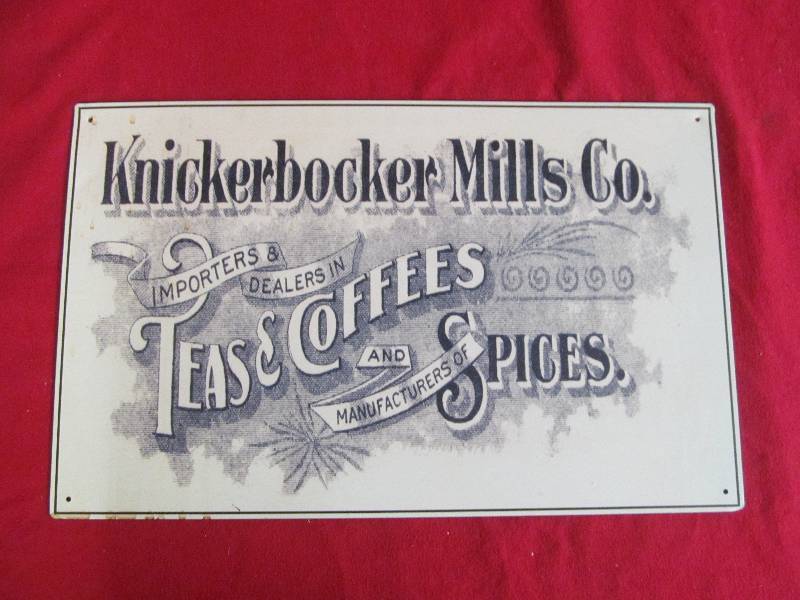 Knickerbocker Mills Co.
IMPORTERS &
DEALERS IN
TEAS & COFFEES
AND
MANUFACTURERS OF
SPICES.